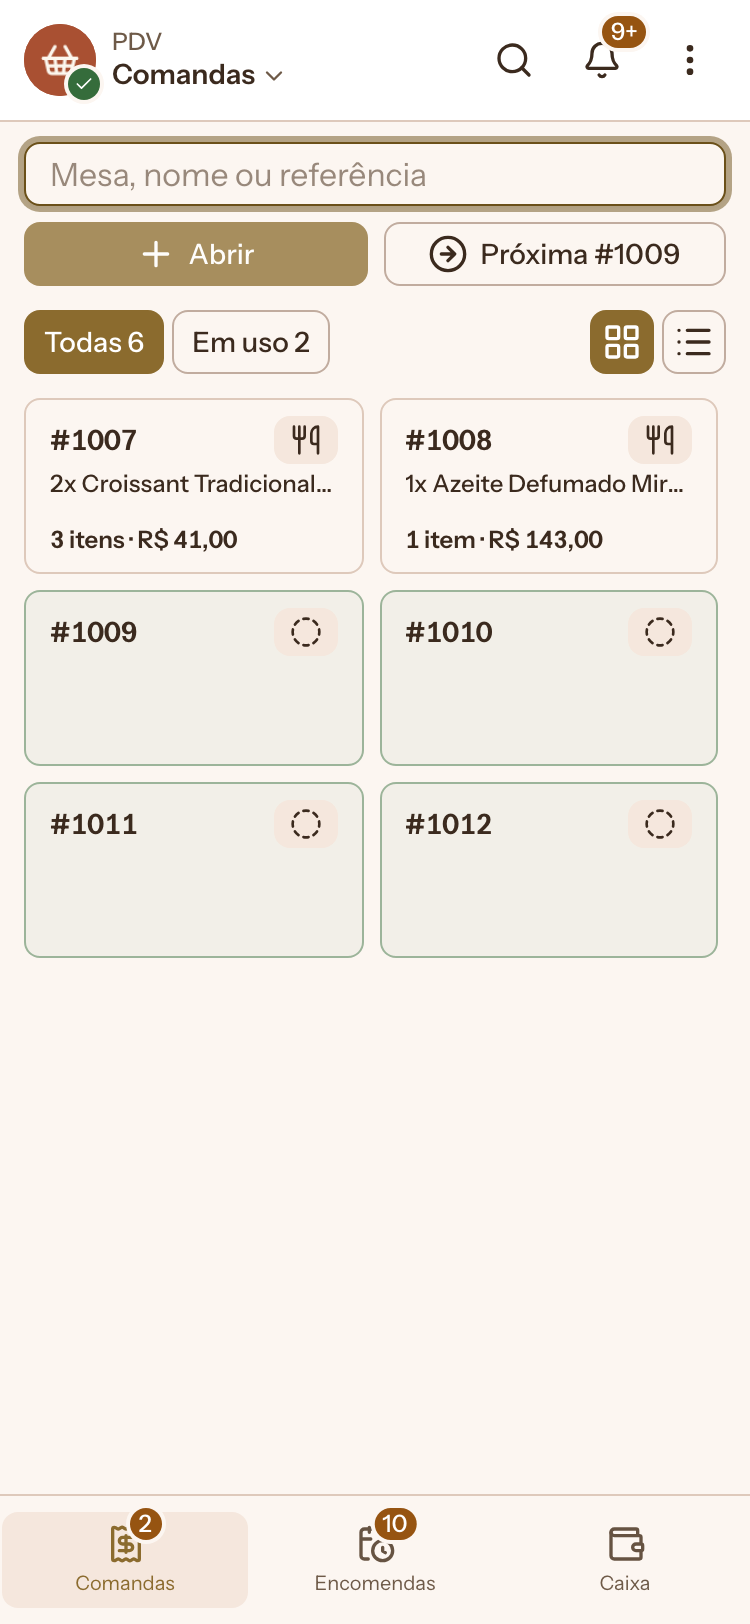 PDV
Comandas
9+
Mesa, nome ou referência
Abrir
Próxima #1009
Todas 6
Em uso 2
#1007
2x Croissant Tradicional...
3 itens · R$ 41,00
#1008
1x Azeite Defumado Mir...
1 item · R$ 143,00
#1009
#1010
#1011
#1012
2
Comandas
10
Encomendas
Caixa